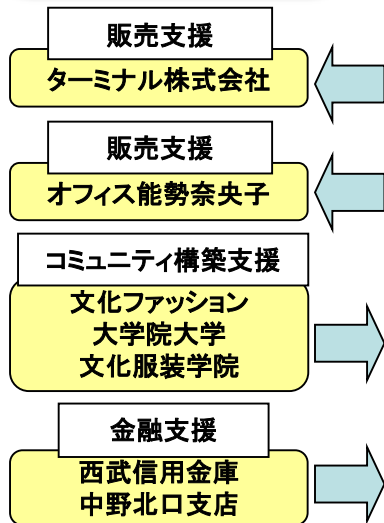 販売支援
ターミナル株式会社
販売支援
オフィス能勢奈央子
コミュニティ構築支援
文化ファッション
大学院大学
文化服装学院
金融支援
西武信用金庫
中野北口支店